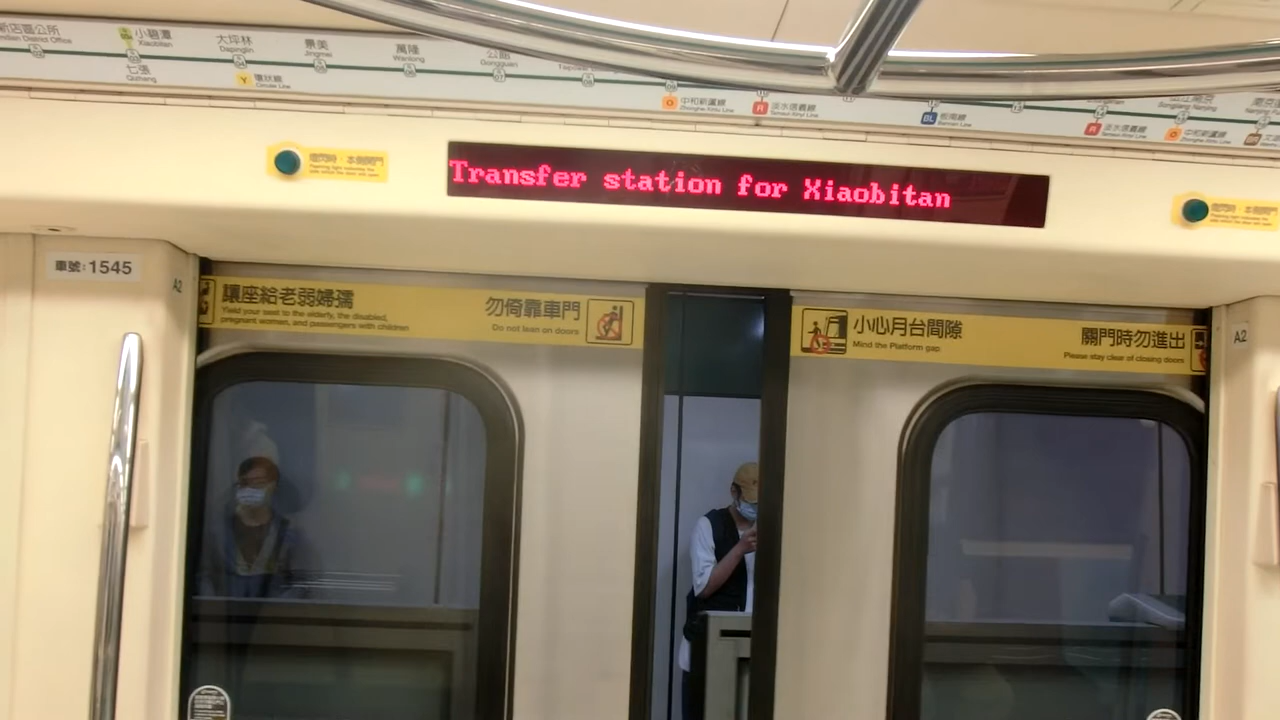 新店區公所
小碧潭
Xiaobitan
七張
Qizhang
大坪林
Dapinglin
Y 環狀線
Circular Line
景美
Jingmei
萬隆
Wanlong
公館
Gongguan
O 中和新蘆線
Zhonghe-Xinlu Line
R 淡水信義線
Tamsui-Xinyi Line
BL 板南線
Bannan Line
R 淡水信義線
Tamsui-Xinyi Line
O 中和新蘆線
Zhonghe-Xinlu Line
Transfer station for Xiaobitan
車號:1545
A2
讓座給老弱婦孺
Yield your seat to the elderly, the disabled,
pregnant women, and passengers with children
勿倚靠車門
Do not lean on doors
小心月台間隙
Mind the Platform gap
關門時勿進出
Please stay clear of closing doors
A2